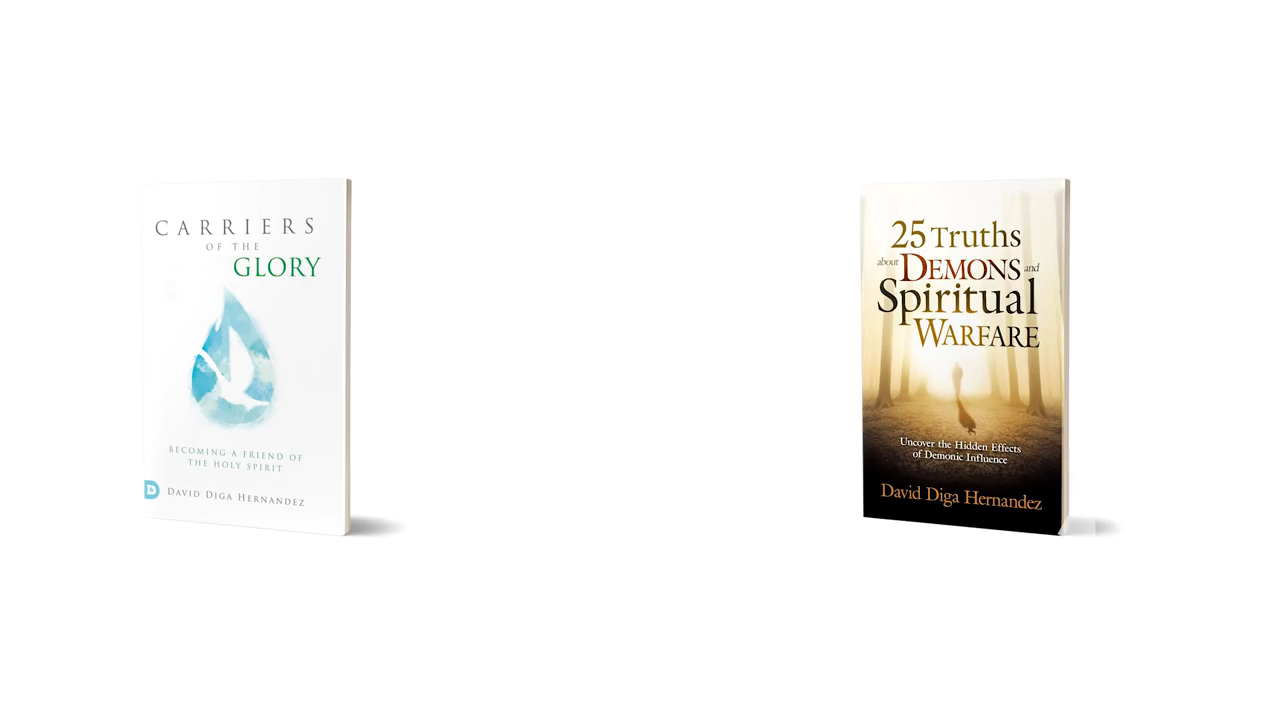 CARRIERS
OF THE
GLORY
BECOMING A FRIEND OF
THE HOLY SPIRIT
D
DAVID DIGA HERNANDEZ
25 Truths
about DEMONS and
Spiritual
WARFARE
Uncover the Hidden Effects
of Demonic Influence
David Diga Hernandez